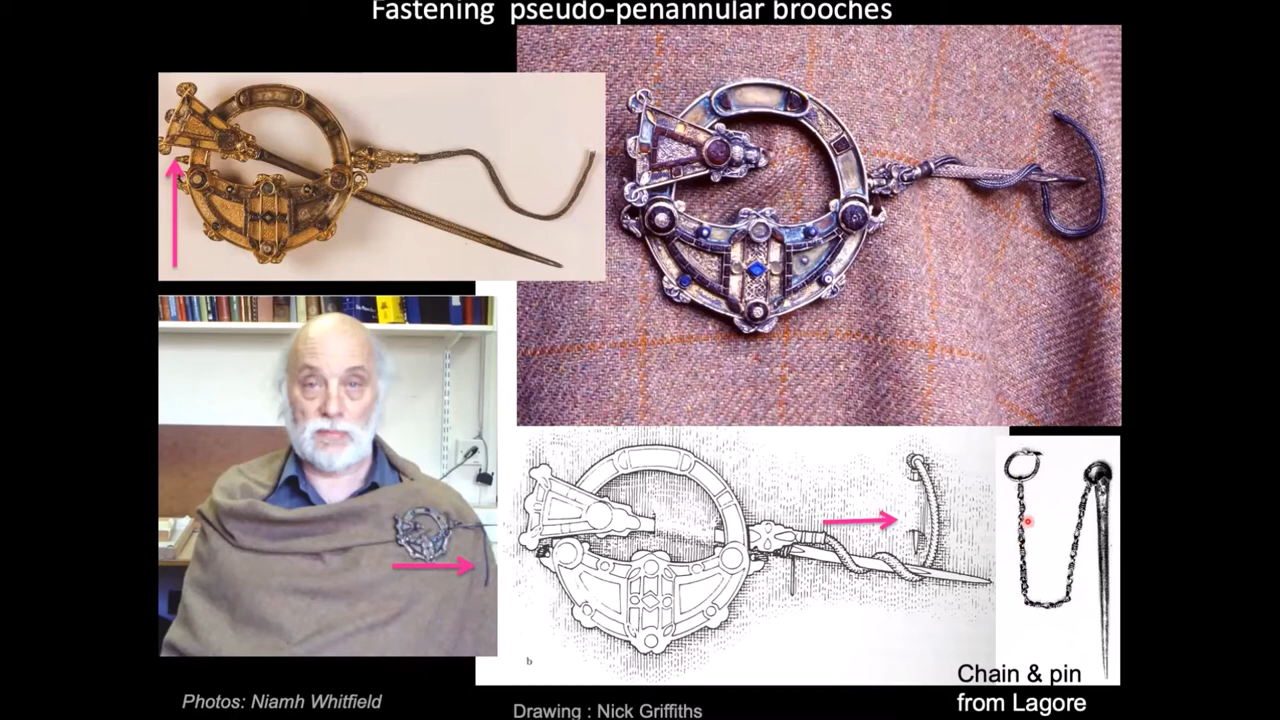 Fastening pseudo-penannular brooches
b
Chain & pin
from Lagore
Photos: Niamh Whitfield
Drawing : Nick Griffiths